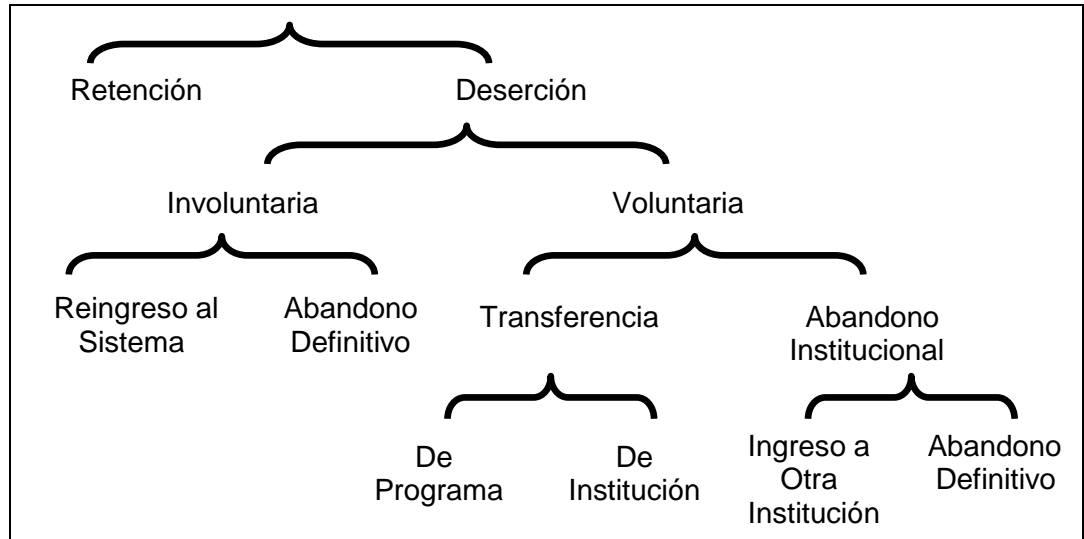 Retención
Deserción
Involuntaria
Voluntaria
Reingreso al
Sistema
Abandono
Definitivo
Transferencia
Abandono
Institucional
De
Programa
De
Institución
Ingreso a
Otra
Institución
Abandono
Definitivo